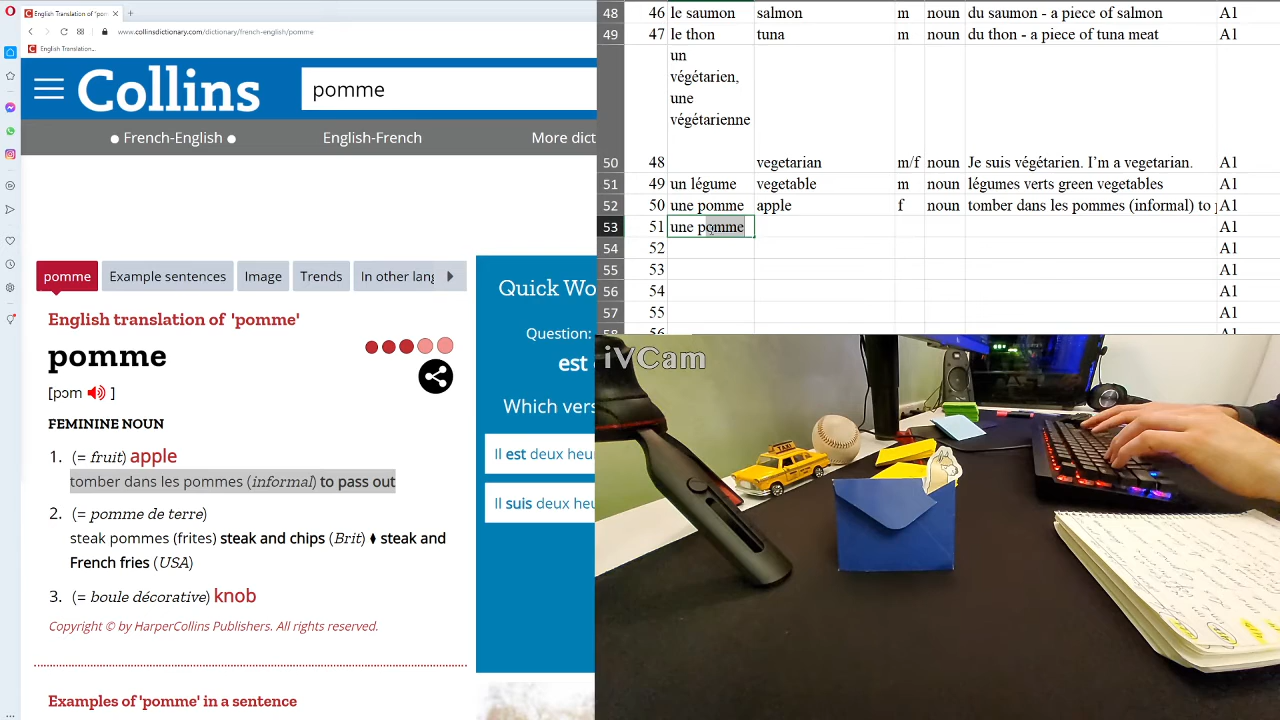 English Translation of "pom
www.collinsdictionary.com/dictionary/french-english/pomme
English Translation...
Collins
pomme
French-English
English-French
More dict
pomme
Example sentences
Image
Trends
In other lang
English translation of 'pomme'
pomme
[pɔm ]
FEMININE NOUN
1. (= fruit) apple
tomber dans les pommes (informal) to pass out
2. (= pomme de terre)
steak pommes (frites) steak and chips (Brit) ♦ steak and
French fries (USA)
3. (= boule décorative) knob
Copyright © by HarperCollins Publishers. All rights reserved.
Examples of 'pomme' in a sentence
Quick Wo
Question:
est
Which vers
Il est deux heu
Il suis deux heu
48 46 le saumon salmon m noun du saumon - a piece of salmon A1
49 47 le thon tuna m noun du thon - a piece of tuna meat A1
un
végétarien,
une
végétarienne
50 48 vegetarian m/f noun Je suis végétarien. I'm a vegetarian. A1
51 49 un légume vegetable m noun légumes verts green vegetables A1
52 50 une pomme apple f noun tomber dans les pommes (informal) to p A1
53 51 une pomme A1
54 52 A1
55 53 A1
56 54 A1
57 55 A1
58 56 A1
iVCam
TAXI